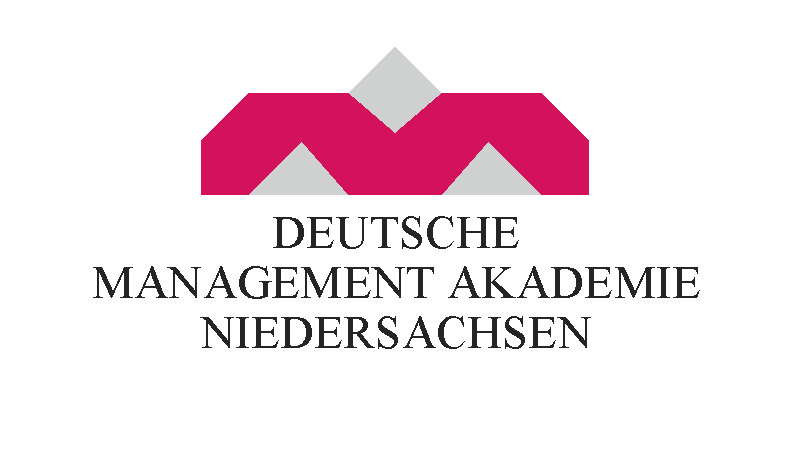 DEUTSCHE
MANAGEMENT AKADEMIE
NIEDERSACHSEN